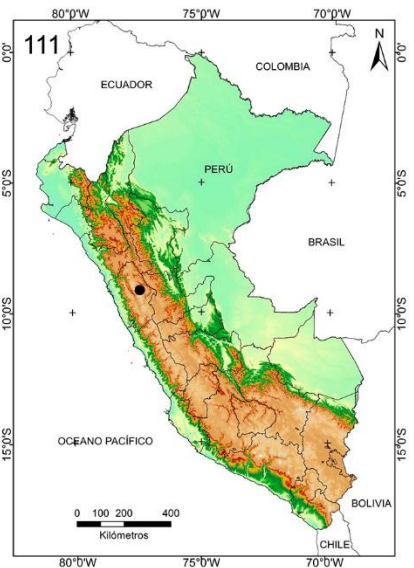 80°0'W 75°0'W 70°0'W
111
N
0°0' 0°0'
COLOMBIA
ECUADOR
PERÚ
5°0'S 5°0'S
BRASIL
10°0'S 10°0'S
OCEANO PACÍFICO
15°0'S 15°0'S
BOLIVIA
0 100 200 400
Kilómetros
CHILE
80°0'W 75°0'W 70°0'W